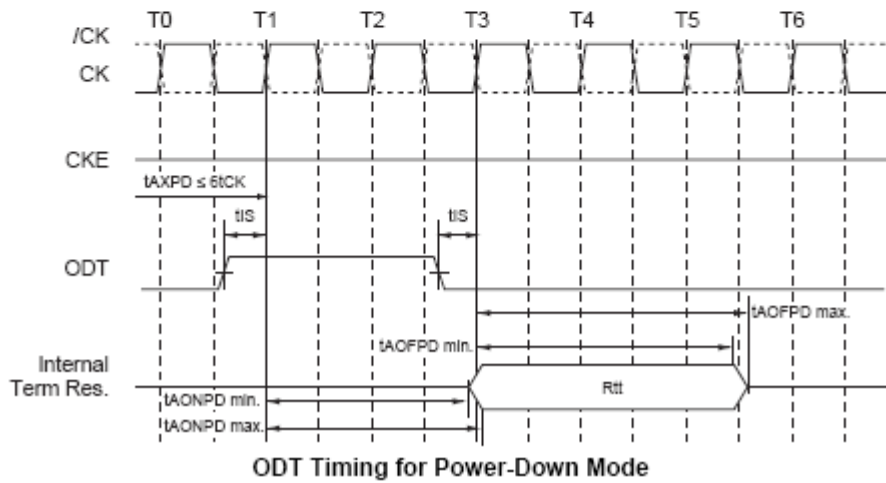 T0 T1 T2 T3 T4 T5 T6
/CK
CK
CKE
tAXPD ≤ 6tCK
tIS tIS
ODT
tAOFPD max.
tAOFPD min.
Internal
Term Res.
Rtt
tAONPD min.
tAONPD max.
ODT Timing for Power-Down Mode